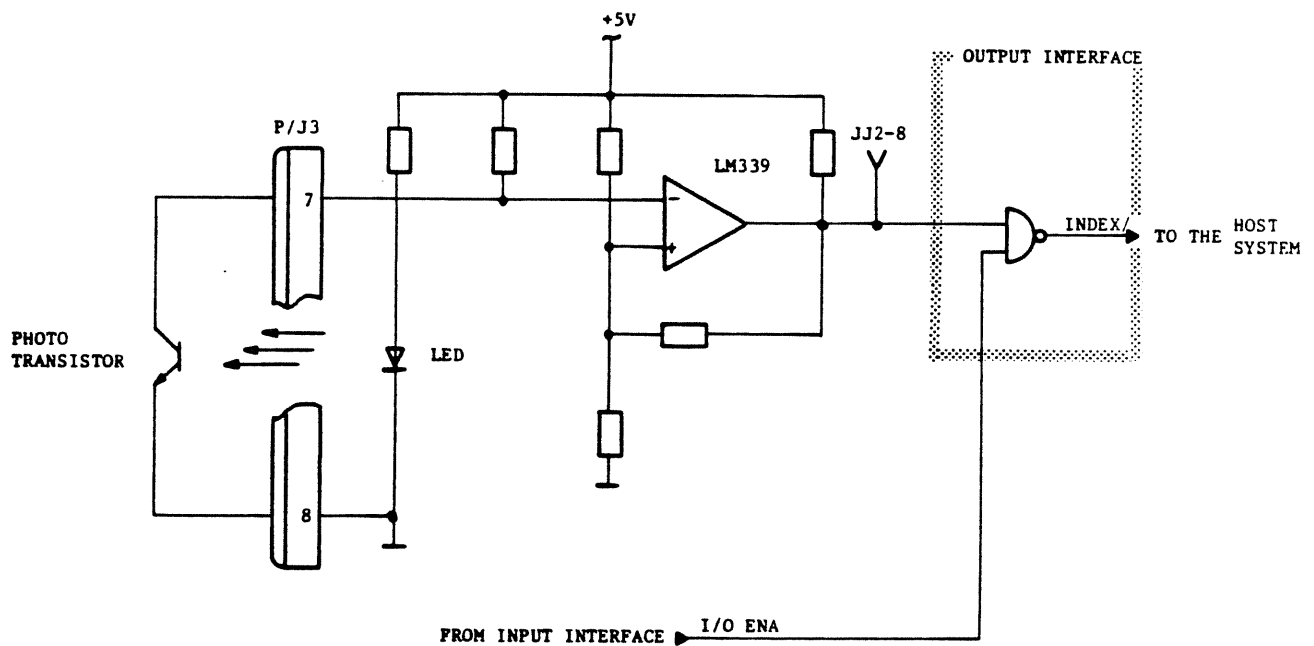 +5V
OUTPUT INTERFACE
P/J3
JJ2-8
LM339
7
-
+
INDEX/
TO THE HOST
SYSTEM
PHOTO
TRANSISTOR
LED
8
FROM INPUT INTERFACE
I/O ENA